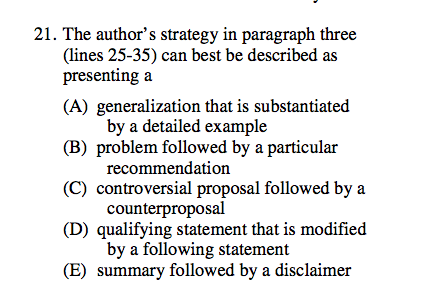 21. The author's strategy in paragraph three
(lines 25-35) can best be described as
presenting a
(A) generalization that is substantiated
by a detailed example
(B) problem followed by a particular
recommendation
(C) controversial proposal followed by a
counterproposal
(D) qualifying statement that is modified
by a following statement
(E) summary followed by a disclaimer